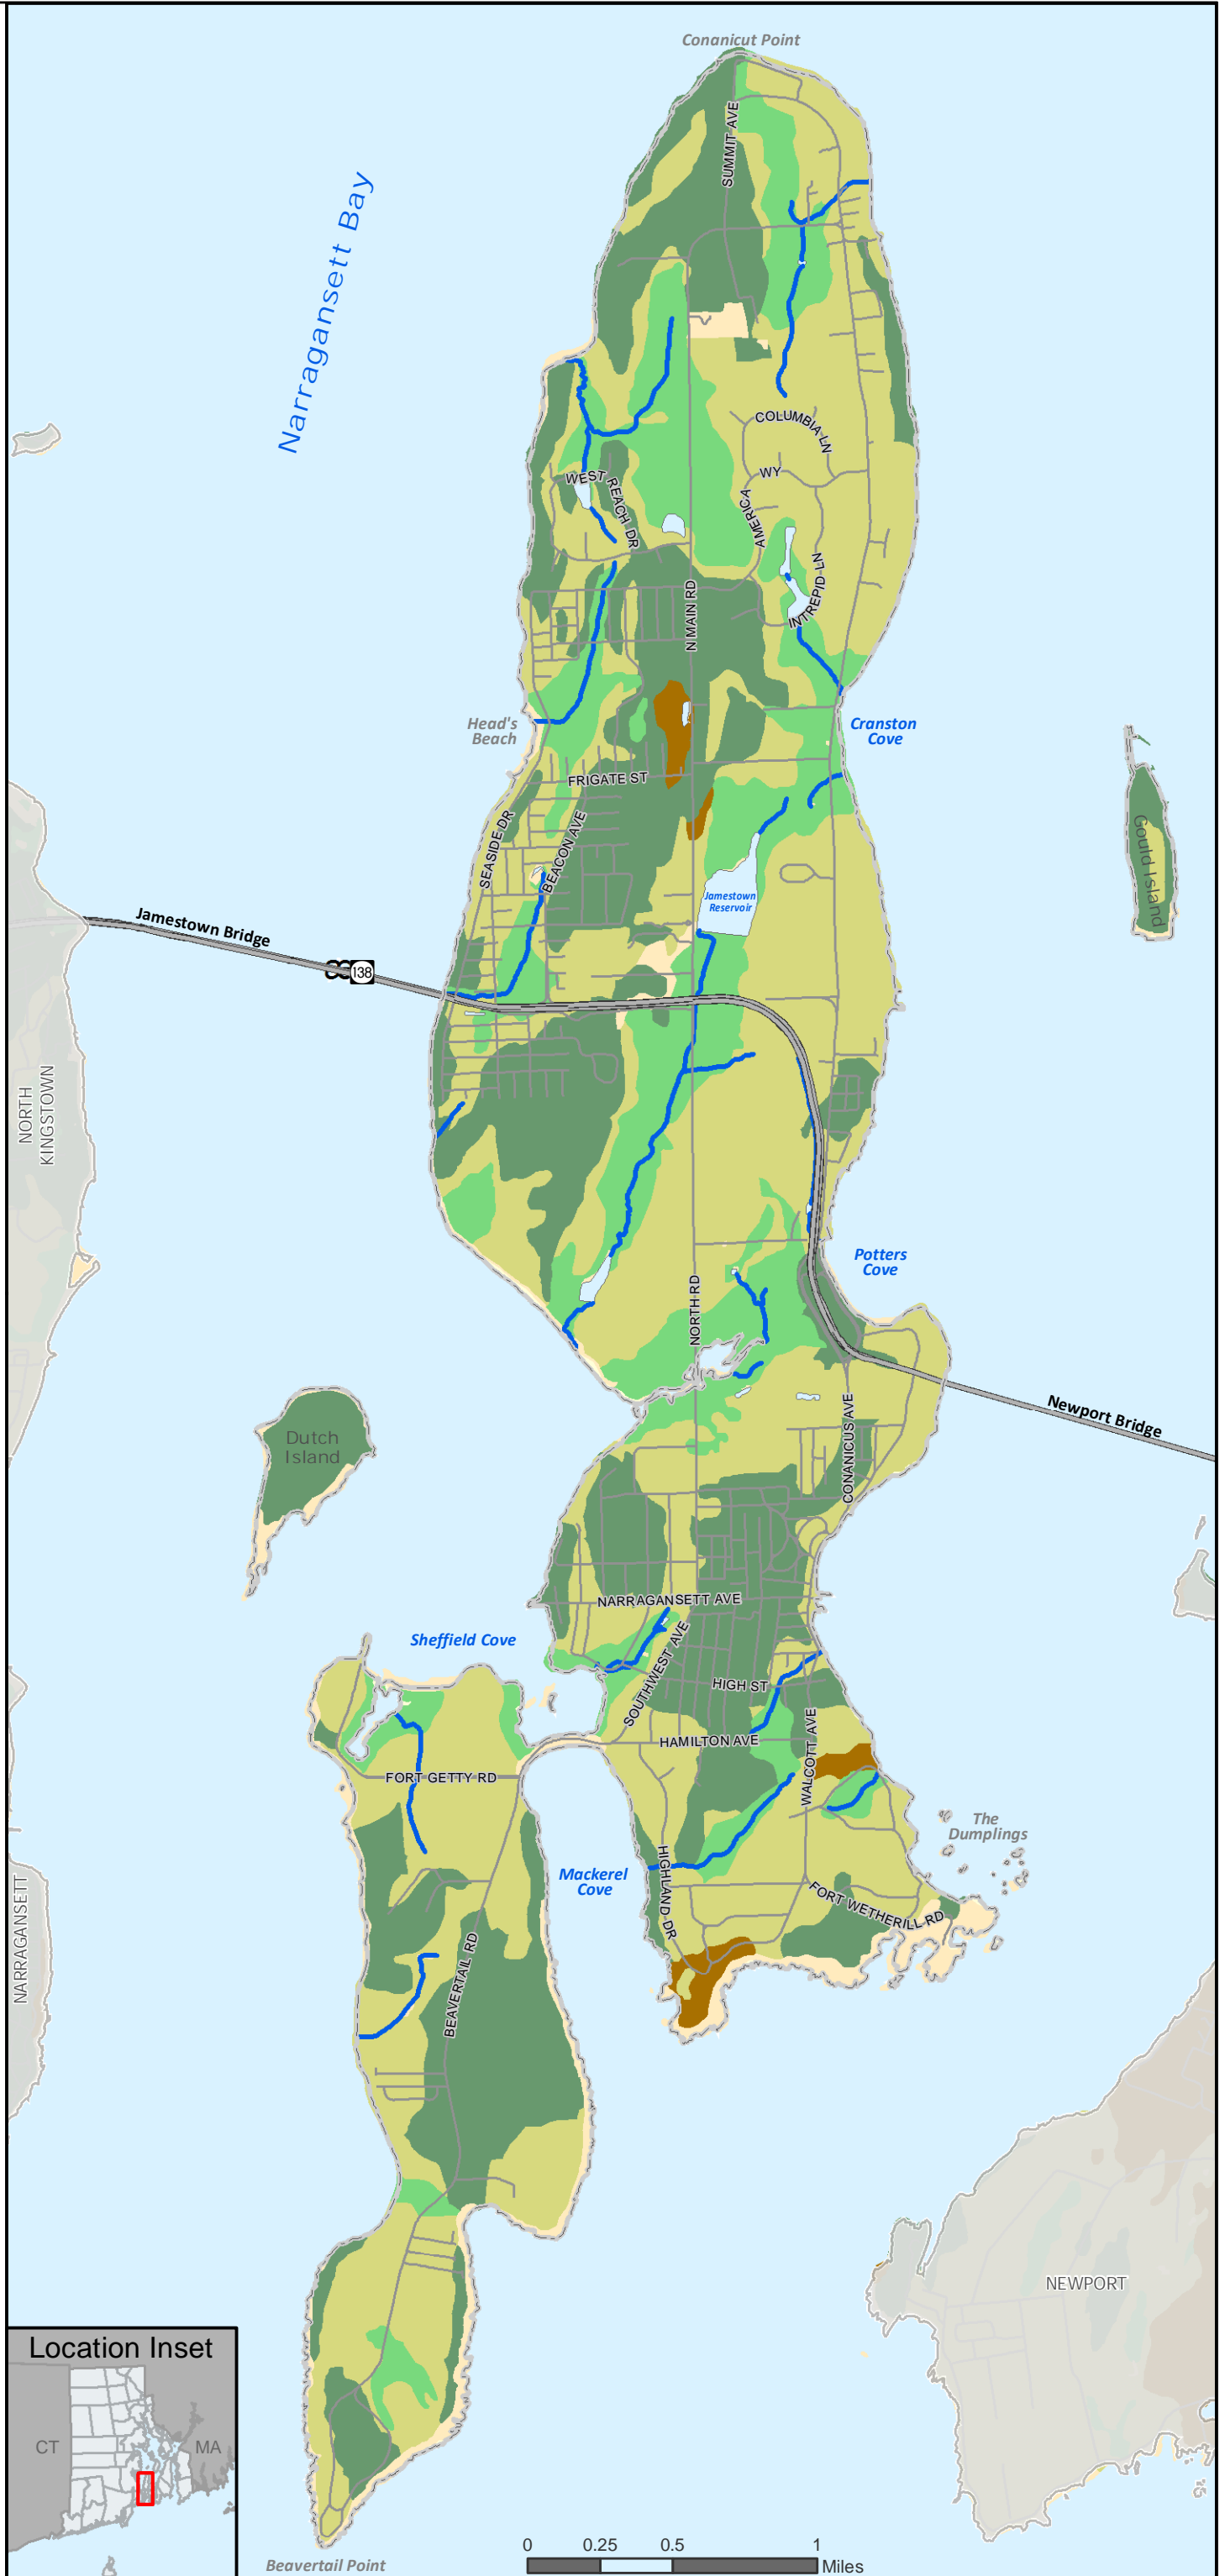 Conanicut Point
SUMMIT AVE
Narragansett Bay
COLUMBIA LN
WEST REACH DR
AMERICA WY
INTREPID LN
N MAIN RD
Head's
Beach
Cranston
Cove
FRIGATE ST
SEASIDE DR
BEACON AVE
Gould Island
Jamestown
Reservoir
Jamestown Bridge
138
NORTH
KINGSTOWN
Potters
Cove
NORTH RD
Newport Bridge
CONANICUS AVE
Dutch
Island
NARRAGANSETT AVE
Sheffield Cove
SOUTHWEST AVE
HIGH ST
HAMILTON AVE
WALCOTT AVE
FORT GETTY RD
The
Dumplings
Mackerel
Cove
HIGHLAND DR
FORT WETHERILL RD
NARRAGANSETT
BEAVERTAIL RD
NEWPORT
Location Inset
CT
MA
Beavertail Point
0 0.25 0.5 1
Miles